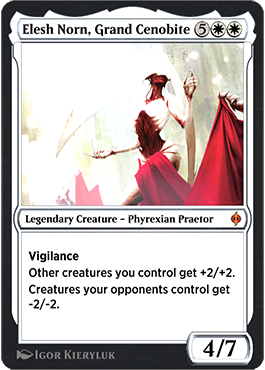 Elesh Norn, Grand Cenobite 5
Legendary Creature – Phyrexian Praetor
Vigilance
Other creatures you control get +2/+2.
Creatures your opponents control get
-2/-2.
Igor Kieryluk
4/7